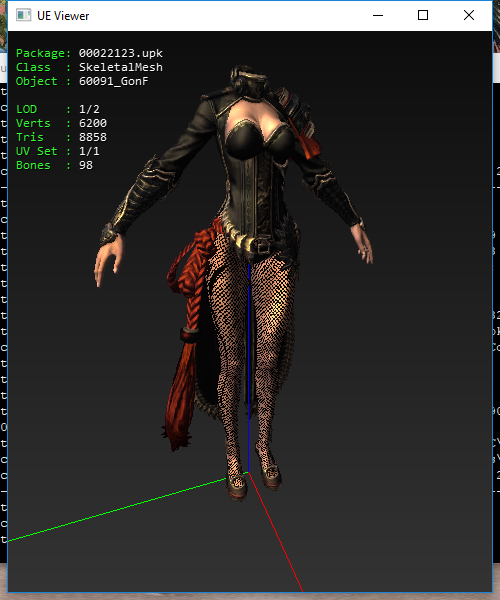 UE Viewer
Package: 00022123.upk
Class : SkeletalMesh
Object : 60091_GonF
LOD : 1/2
Verts : 6200
Tris : 8858
UV Set : 1/1
Bones : 98